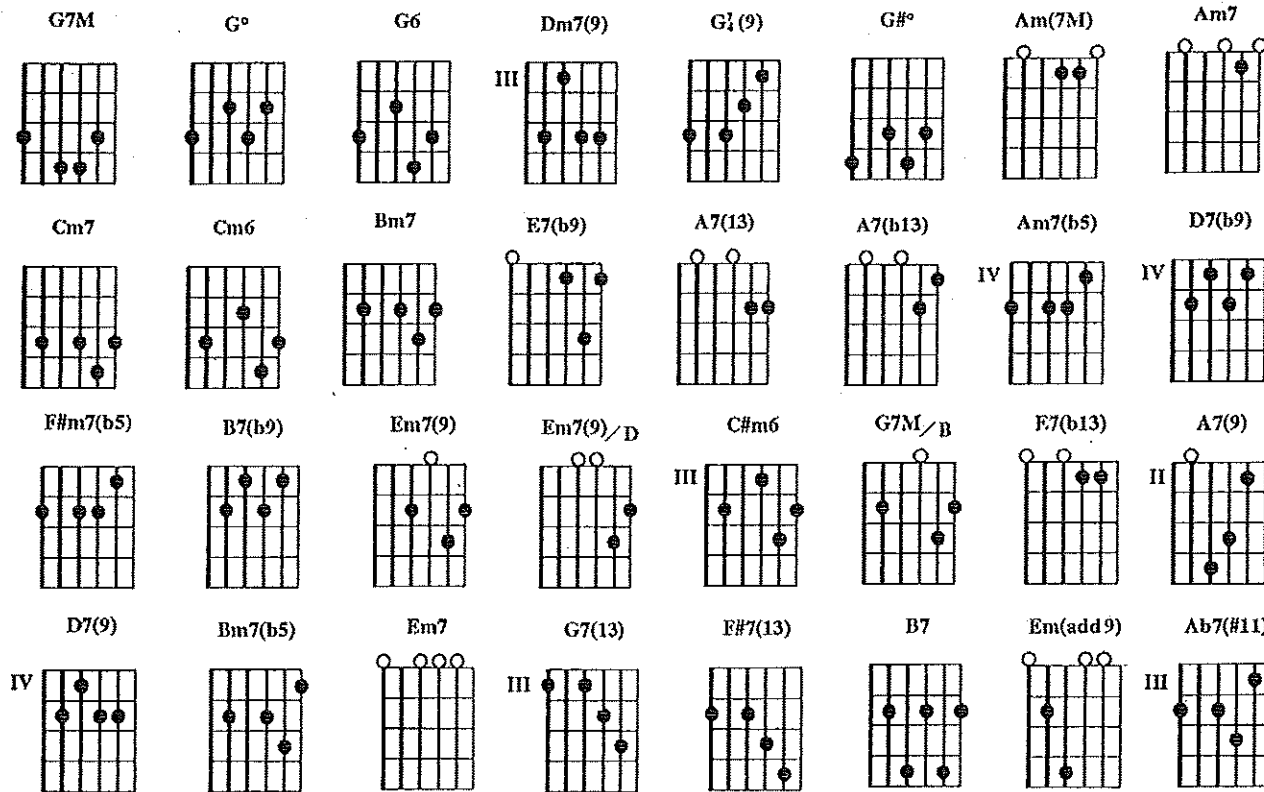 G7M G° G6 Dm7(9) G⁷₄(9) G#° Am(7M) Am7
III
Cm7 Cm6 Bm7 E7(b9) A7(13) A7(b13) Am7(b5) D7(b9)
IV IV
F#m7(b5) B7(b9) Em7(9) Em7(9)/D C#m6 G7M/B E7(b13) A7(9)
III II
D7(9) Bm7(b5) Em7 G7(13) F#7(13) B7 Em(add9) Ab7(#11)
IV III III